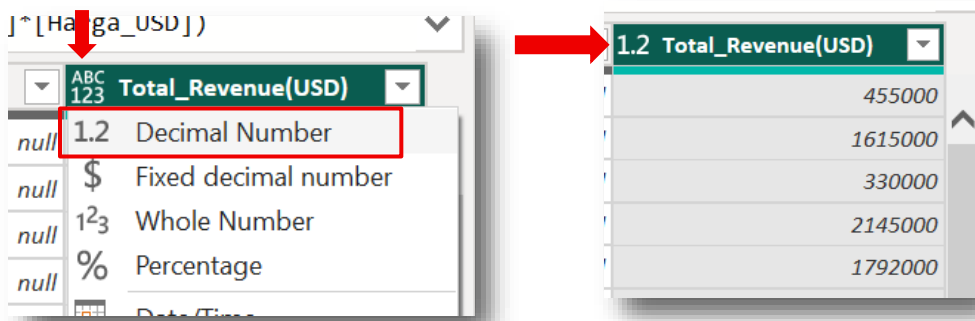 ]*[Harga_USD])
ABC
123 Total_Revenue(USD)
null 1.2 Decimal Number
null $ Fixed decimal number
null 1²3 Whole Number
null % Percentage
Date/Time
1.2 Total_Revenue(USD)
455000
1615000
330000
2145000
1792000